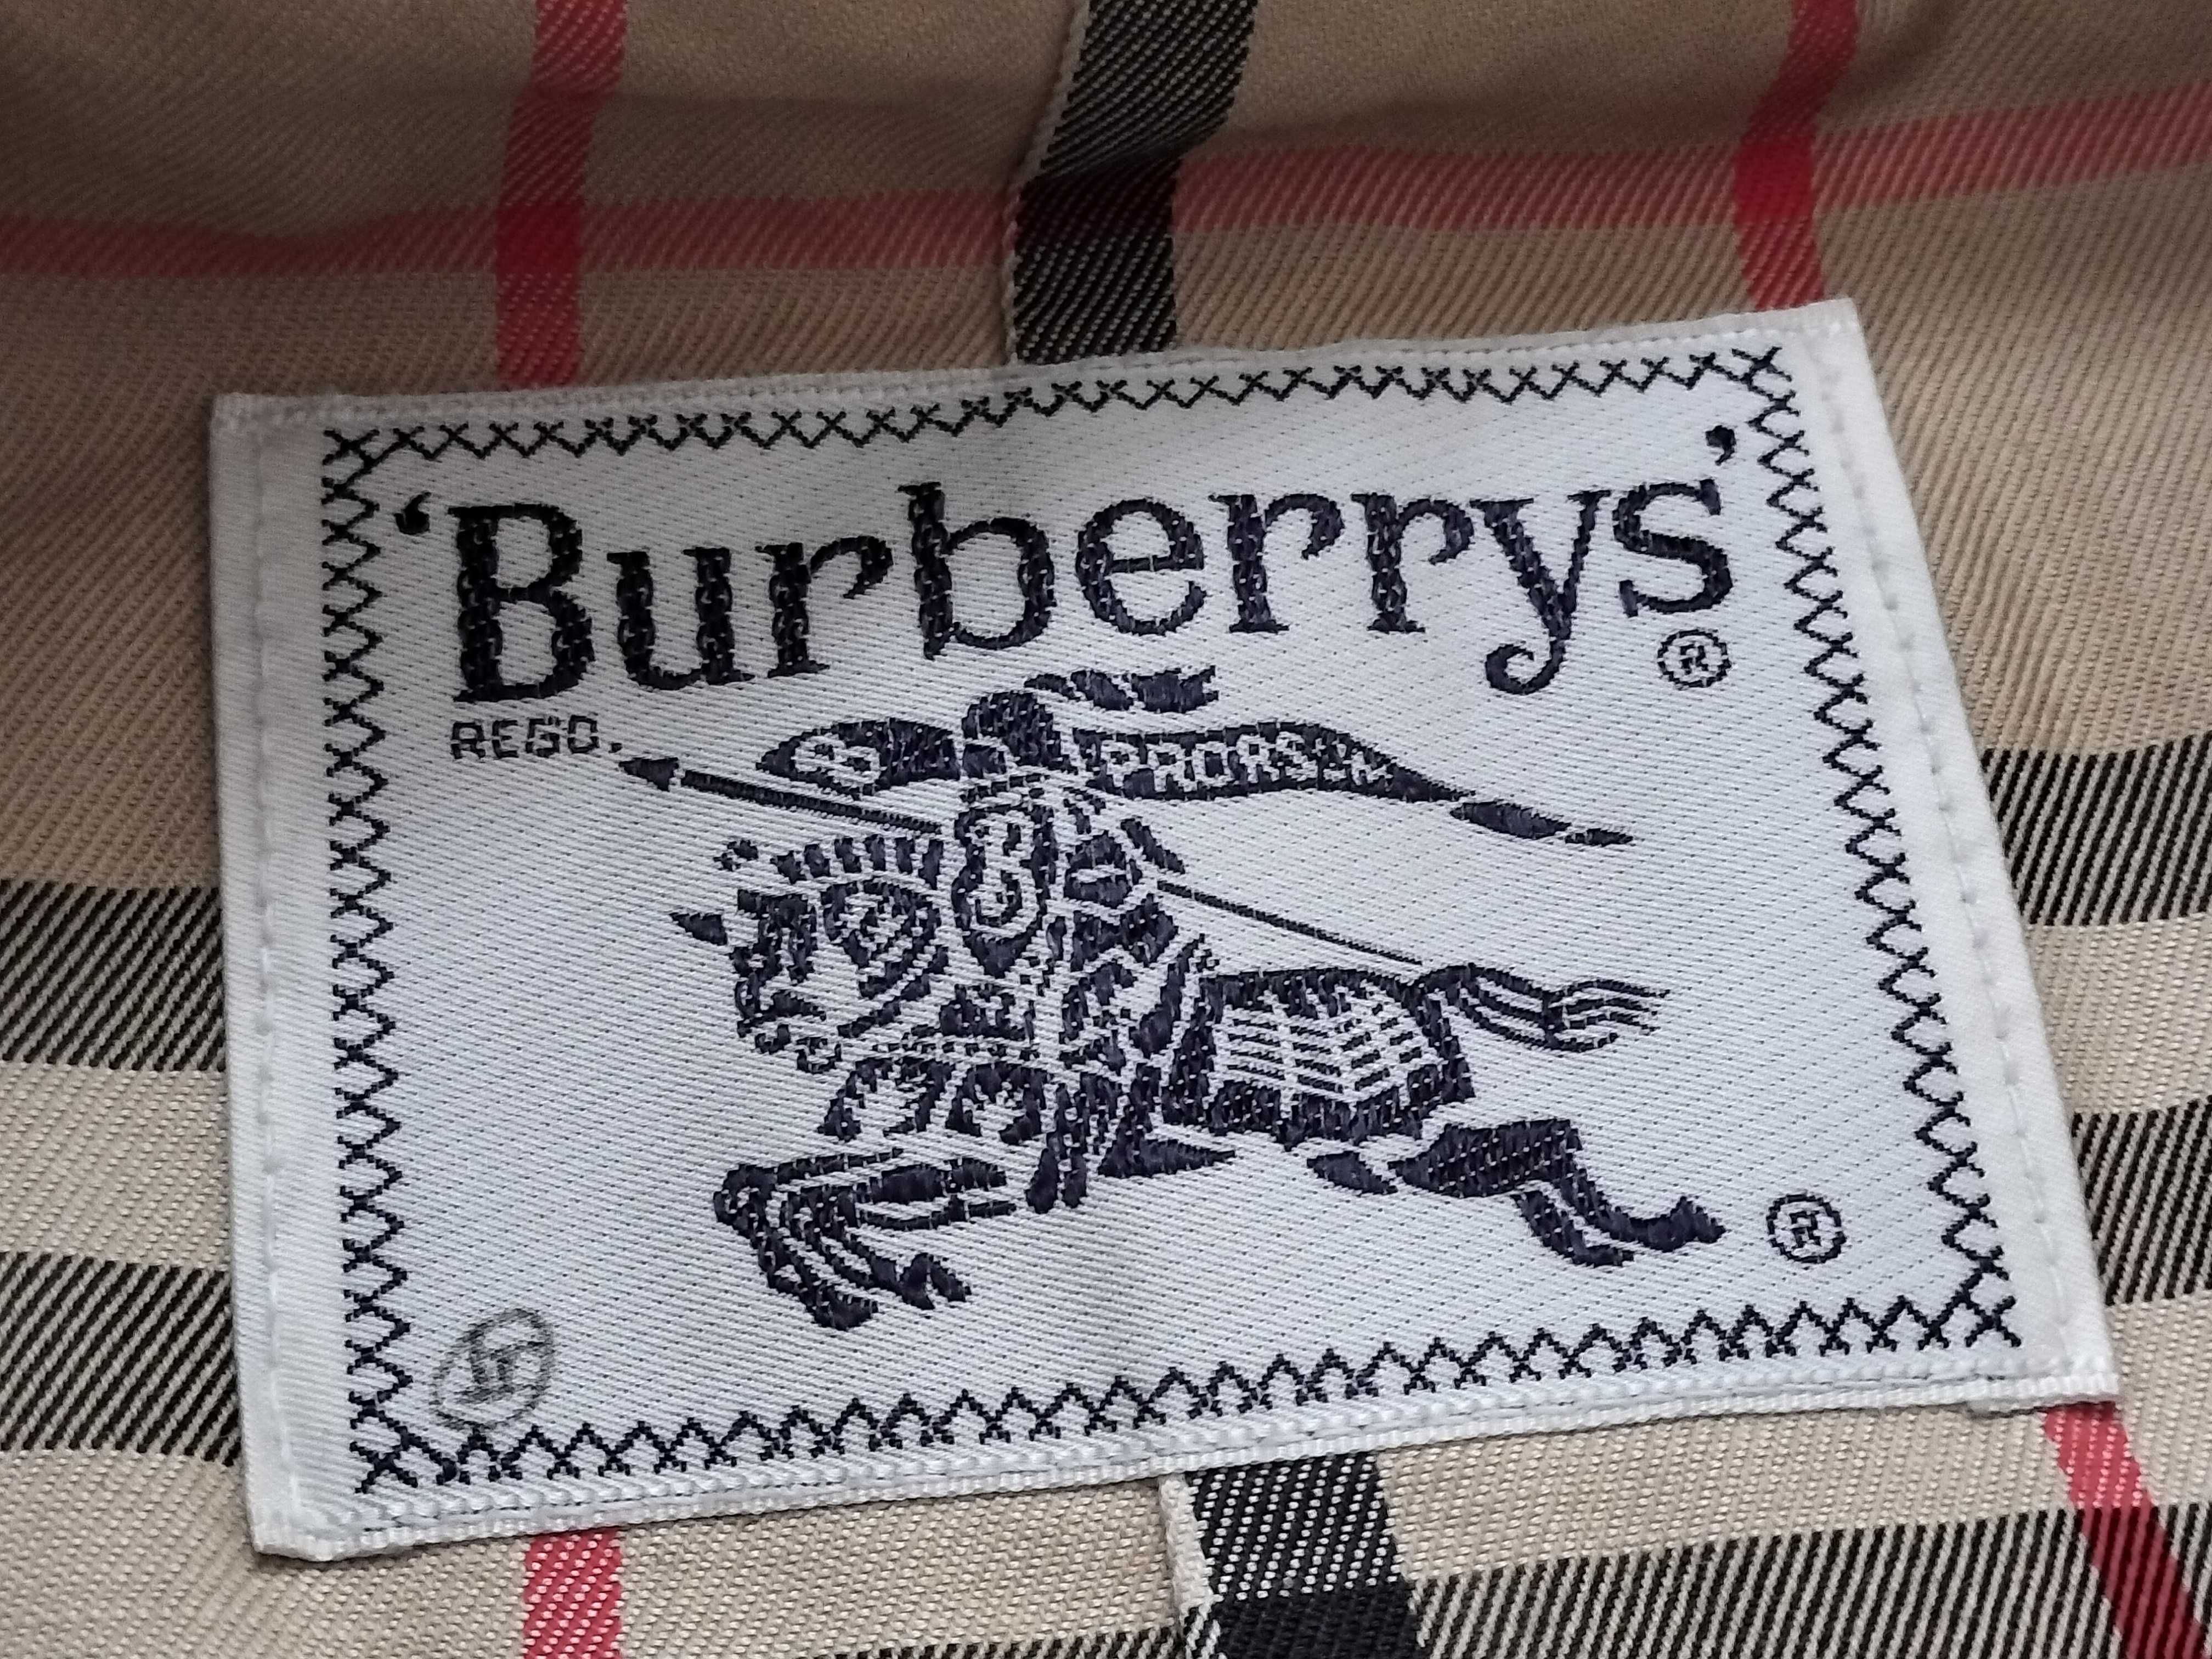 ‘Burberrys’
®
REGD.
PRORSUM
B
®